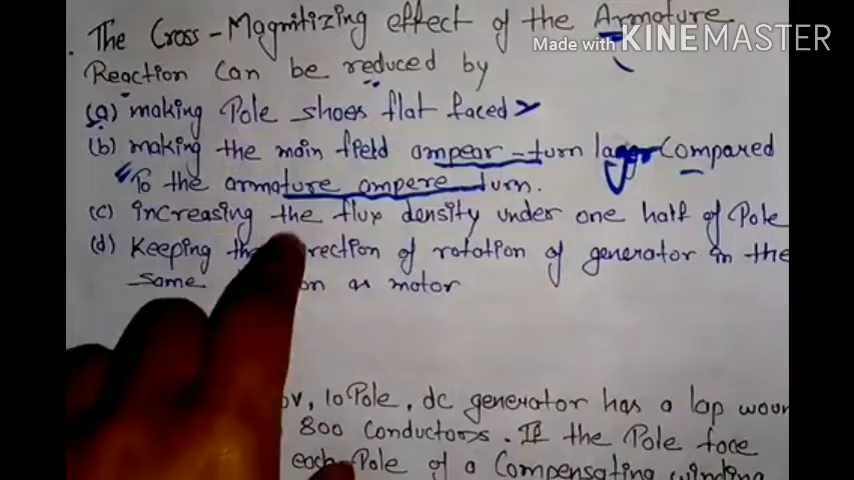 The Cross-Magnitizing effect of the Armature
Made with KINEMASTER
Reaction can be reduced by
(a) making Pole shoes flat faced
(b) making the main field ampear-turn Compared
To the armature ampere turn.
(c) increasing the flux density under one half of Pole
(d) Keeping the of rotation of generator in the
same as motor
10 Pole, dc generator has a lap
800 Conductors. If the Pole face
each Pole of a Compensating winding